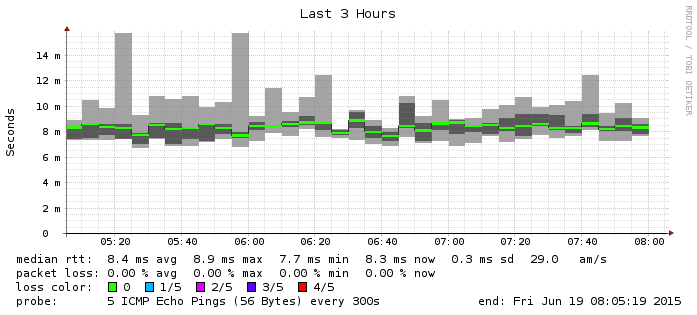 Last 3 Hours
RRDTOOL / TOBI OETIKER
Seconds
14 m
12 m
10 m
8 m
6 m
4 m
2 m
0
05:20 05:40 06:00 06:20 06:40 07:00 07:20 07:40 08:00
median rtt: 8.4 ms avg 8.9 ms max 7.7 ms min 8.3 ms now 0.3 ms sd 29.0 am/s
packet loss: 0.00 % avg 0.00 % max 0.00 % min 0.00 % now
loss color: 0 1/5 2/5 3/5 4/5
probe: 5 ICMP Echo Pings (56 Bytes) every 300s end: Fri Jun 19 08:05:19 2015